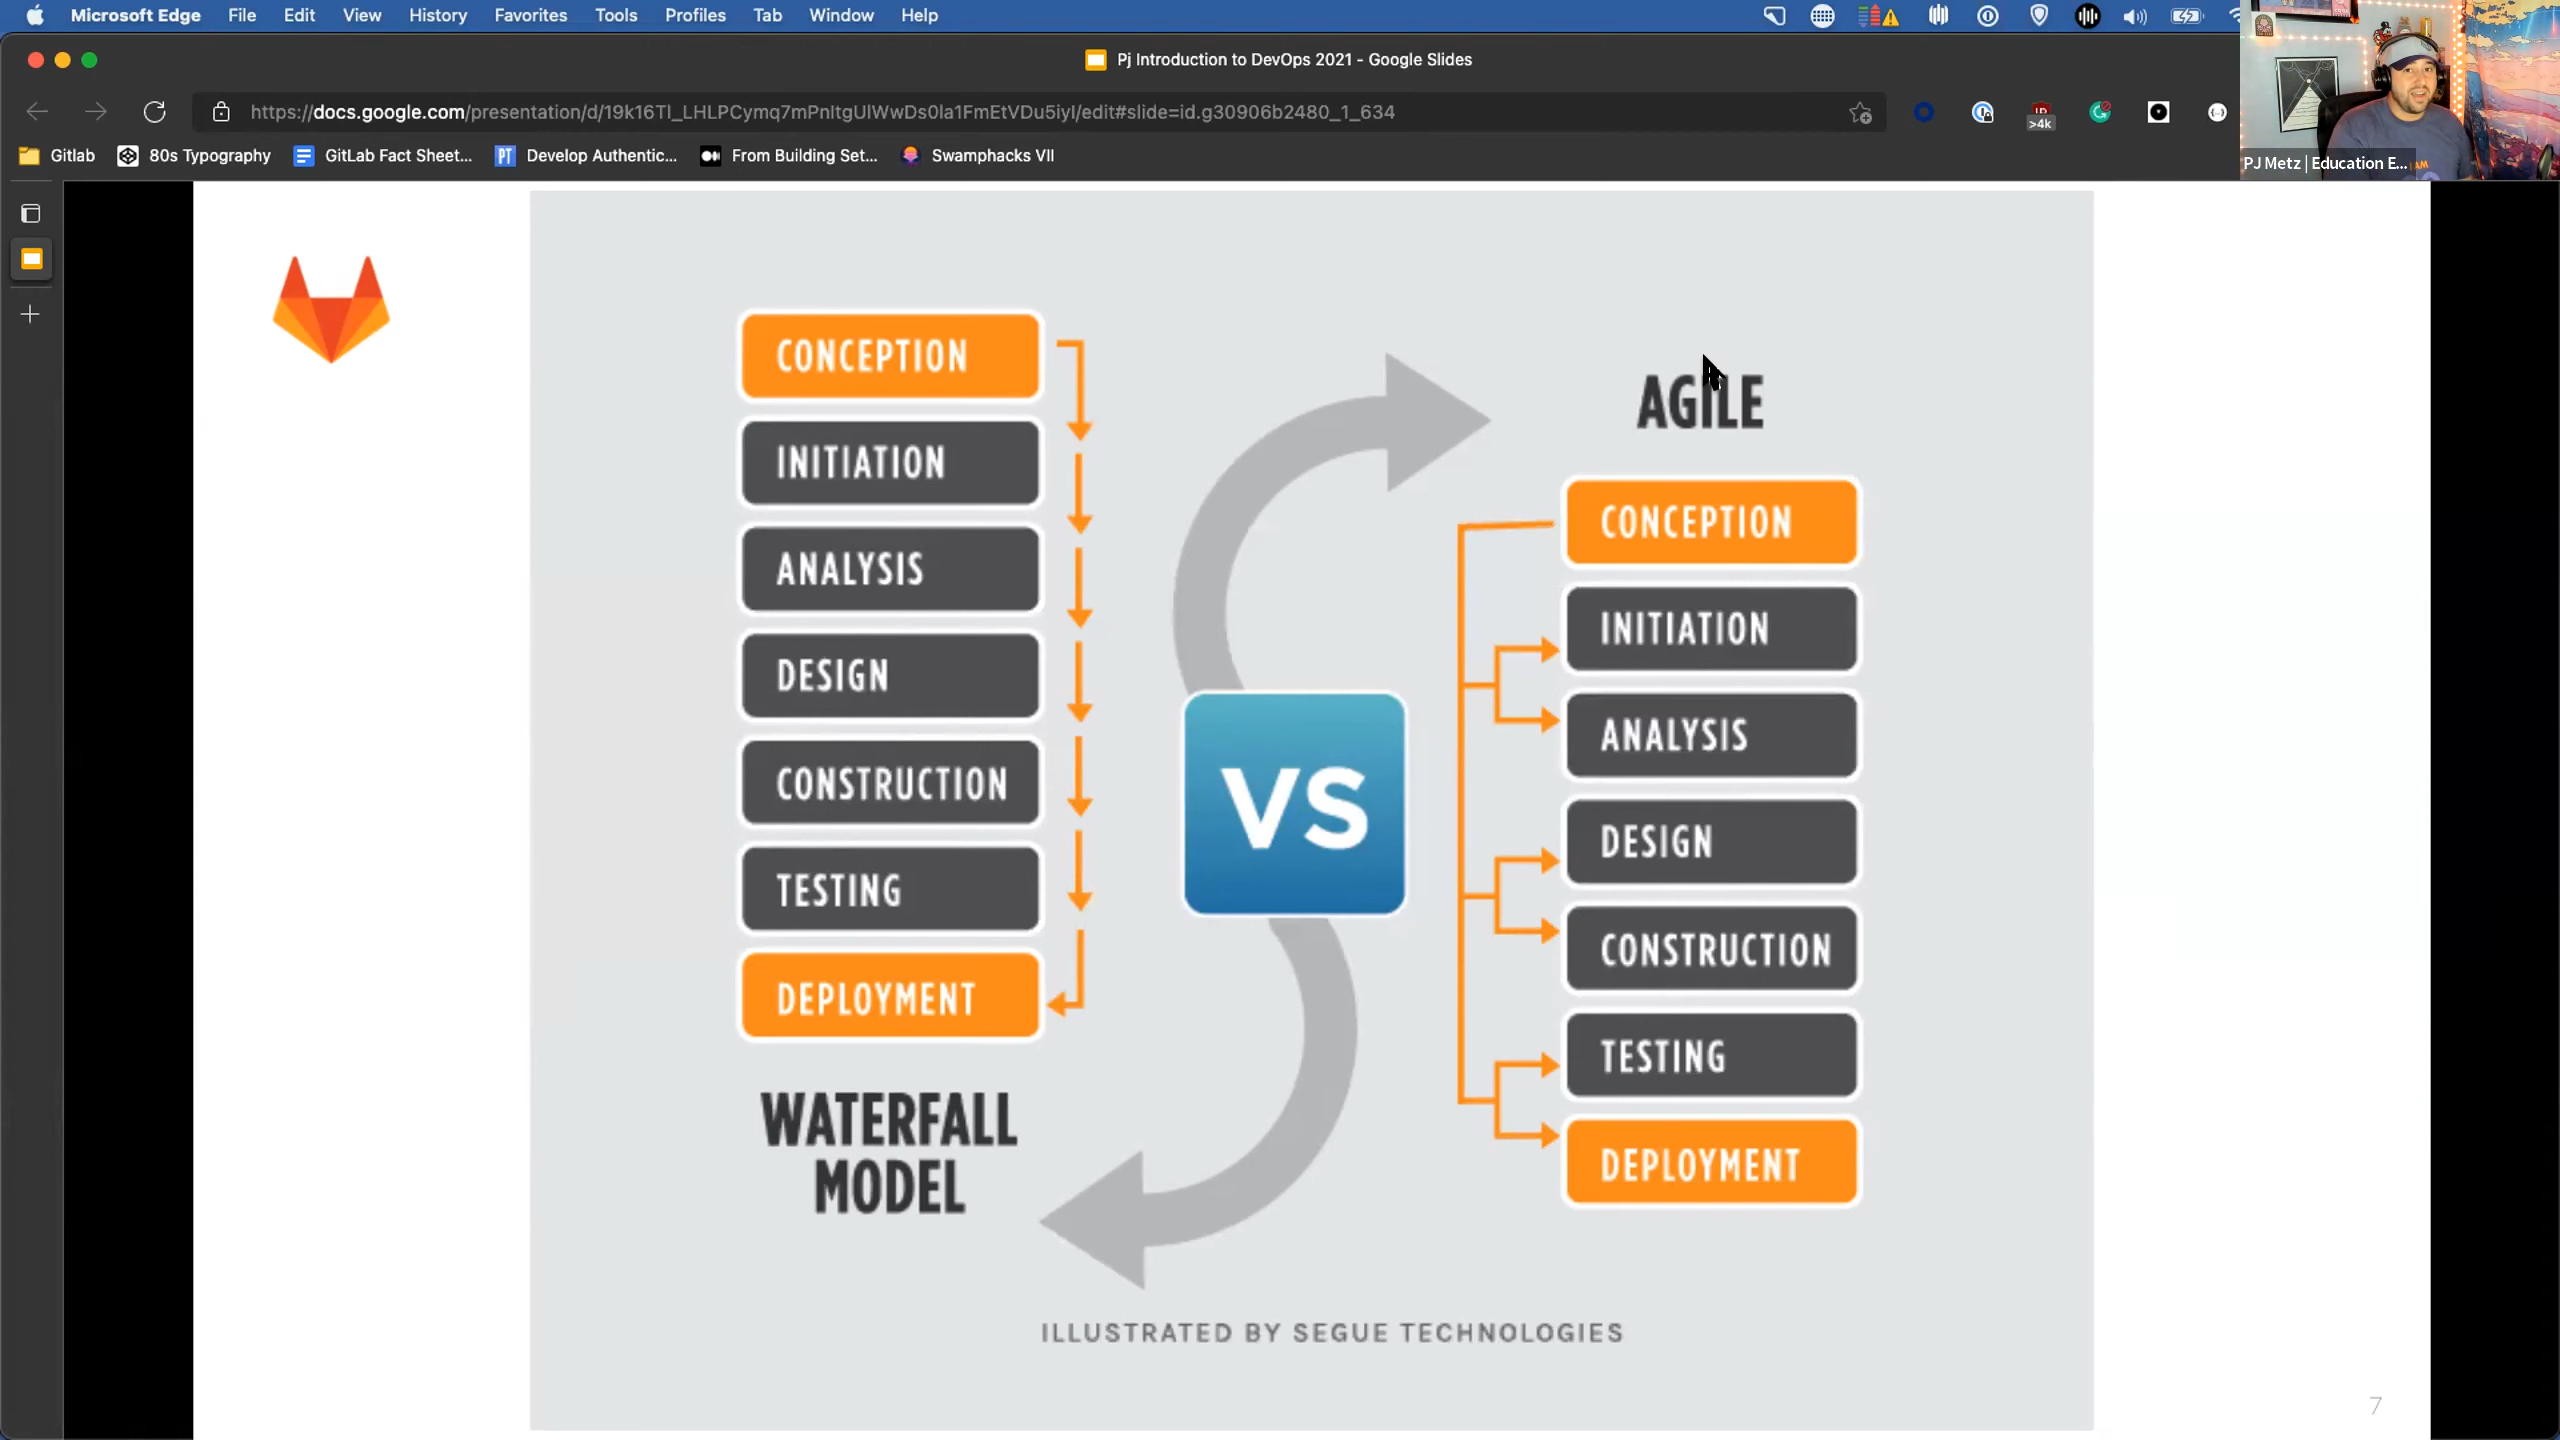 Microsoft Edge File Edit View History Favorites Tools Profiles Tab Window Help
Pj Introduction to DevOps 2021 - Google Slides
https://docs.google.com/presentation/d/19k16Tl_LHLPCymq7mPnItgUlWwDs0la1FmEtVDu5iyI/edit#slide=id.g30906b2480_1_634
>4k
Gitlab 80s Typography GitLab Fact Sheet... PT Develop Authentic... From Building Set... Swamphacks VII
PJ Metz | Education E...
CONCEPTION
INITIATION
ANALYSIS
DESIGN
CONSTRUCTION
TESTING
DEPLOYMENT
WATERFALL
MODEL
VS
AGILE
CONCEPTION
INITIATION
ANALYSIS
DESIGN
CONSTRUCTION
TESTING
DEPLOYMENT
ILLUSTRATED BY SEGUE TECHNOLOGIES
7